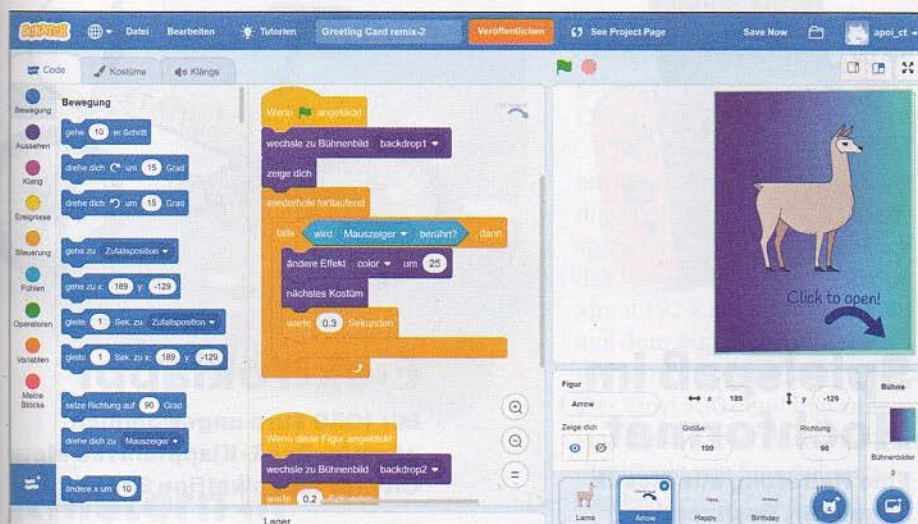 SCRATCH Datei Bearbeiten Tutorien Greeting Card remix-2 Veröffentlichen See Project Page Save Now apoi_ct
Code Kostüme Klänge
Bewegung
Aussehen
Klang
Ereignisse
Steuerung
Fühlen
Operatoren
Variablen
Meine
Blöcke
Bewegung
gehe 10 er Schritt
drehe dich um 15 Grad
drehe dich um 15 Grad
gehe zu Zufallsposition
gehe zu x: 189 y: -129
gleite 1 Sek. zu Zufallsposition
gleite 1 Sek. zu x: 189 y: -129
setze Richtung auf 90 Grad
drehe dich zu Mauszeiger
ändere x um 10
Wenn angeklickt
wechsle zu Bühnenbild backdrop1
zeige dich
wiederhole fortlaufend
falls wird Mauszeiger berührt? dann
ändere Effekt color um 25
nächstes Kostüm
warte 0.3 Sekunden
Wenn diese Figur angeklickt
wechsle zu Bühnenbild backdrop2
warte 0.2 Sekunden
Lager
Click to open!
Figur
Arrow x 189 y -129
Zeige dich Größe Richtung
100 90
Lama Arrow Happy Birthday
Bühne
Bühnenbilder
3